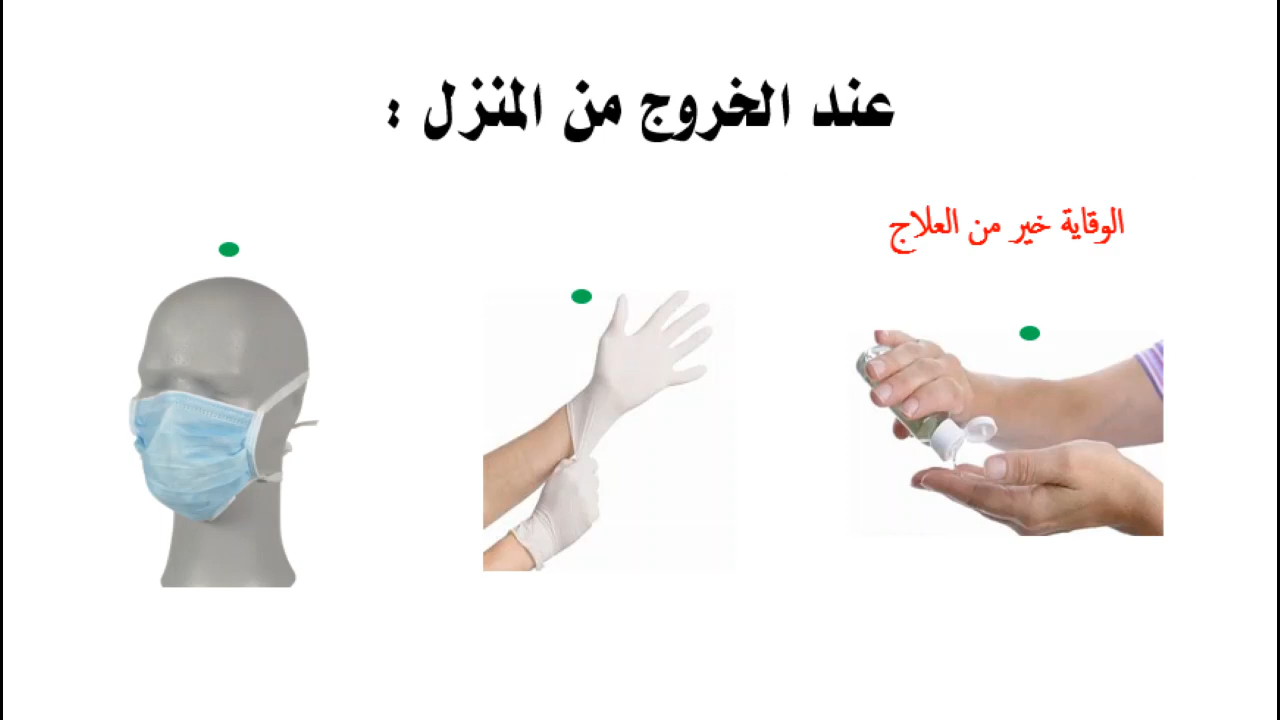 عند الخروج من المنزل :
الوقاية خير من العلاج